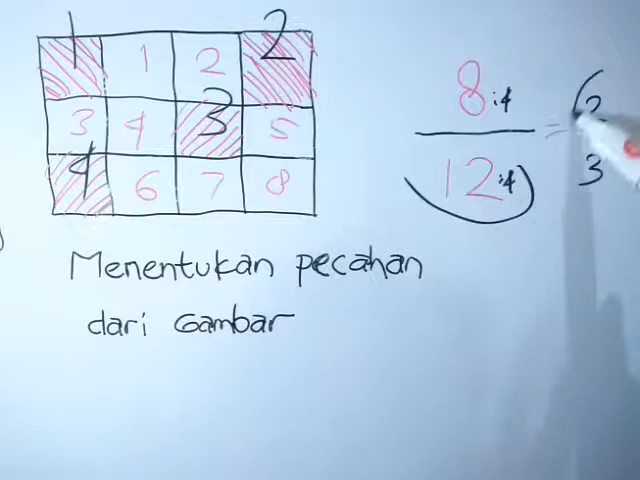 1 1 2 2
3 4 3 5
4 6 7 8
8:4
12:4
=
2
3
Menentukan pecahan
dari Gambar